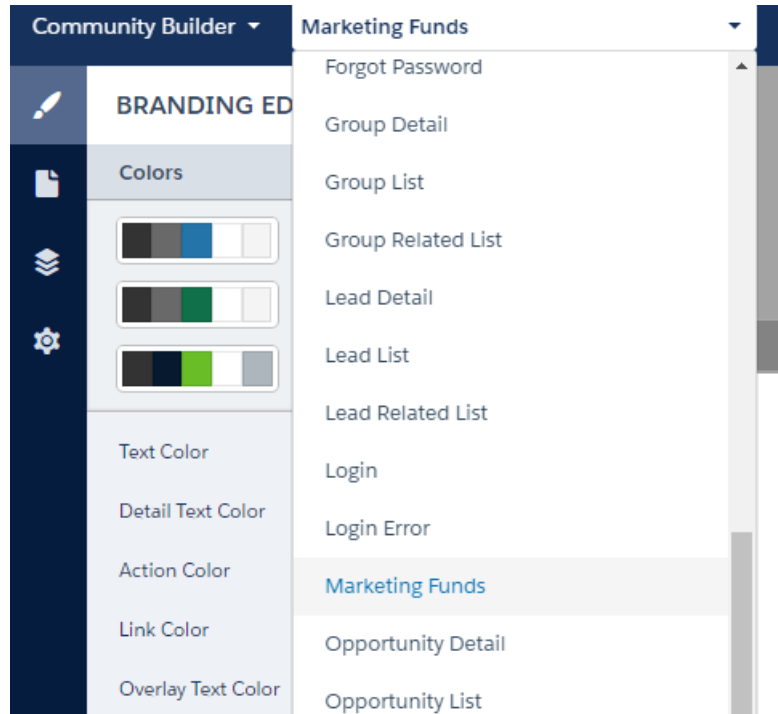 Community Builder
Marketing Funds
BRANDING ED
Colors
Text Color
Detail Text Color
Action Color
Link Color
Overlay Text Color
Forgot Password
Group Detail
Group List
Group Related List
Lead Detail
Lead List
Lead Related List
Login
Login Error
Marketing Funds
Opportunity Detail
Opportunity List